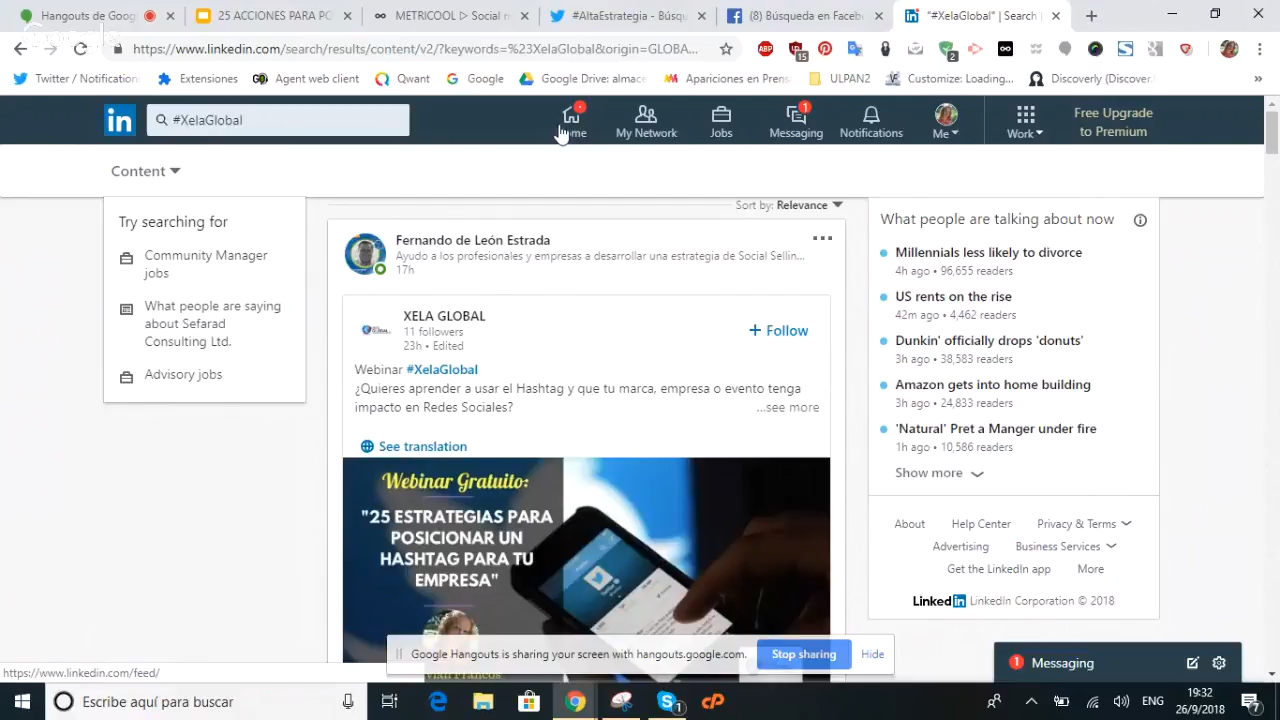 Hangouts de Goog
25 ACCIONES PARA PO
METRICOOL ▷ Social m
#AltaEstrategia - Búsqu
(8) Búsqueda en Faceb
"#XelaGlobal" | Search |
https://www.linkedin.com/search/results/content/v2/?keywords=%23XelaGlobal&origin=GLOBA...
15
2
Twitter / Notification
Extensiones
Agent web client
Qwant
Google
Google Drive: almac
Apariciones en Prens
ULPAN2
Customize: Loading...
Discoverly (Discover
»
in
#XelaGlobal
Home
My Network
Jobs
1
Messaging
Notifications
Me
Work
Free Upgrade
to Premium
Content
Try searching for
Community Manager
jobs
What people are saying
about Sefarad
Consulting Ltd.
Advisory jobs
Sort by: Relevance
Fernando de León Estrada
Ayudo a los profesionales y empresas a desarrollar una estrategia de Social Sellin...
17h
XELA GLOBAL
11 followers
23h • Edited
+ Follow
Webinar #XelaGlobal
¿Quieres aprender a usar el Hashtag y que tu marca, empresa o evento tenga
impacto en Redes Sociales?
...see more
See translation
Webinar Gratuito:
"25 ESTRATEGIAS PARA
POSICIONAR UN
HASHTAG PARA TU
EMPRESA"
What people are talking about now
Millennials less likely to divorce
4h ago • 96,655 readers
US rents on the rise
42m ago • 4,462 readers
Dunkin' officially drops 'donuts'
3h ago • 38,583 readers
Amazon gets into home building
3h ago • 24,833 readers
'Natural' Pret a Manger under fire
1h ago • 10,586 readers
Show more
About
Help Center
Privacy & Terms
Advertising
Business Services
Get the LinkedIn app
More
LinkedIn LinkedIn Corporation © 2018
Google Hangouts is sharing your screen with hangouts.google.com.
Stop sharing
Hide
1 Messaging
https://www.linkedin.com/feed/
Escribe aquí para buscar
1
ENG
19:32
26/9/2018
7